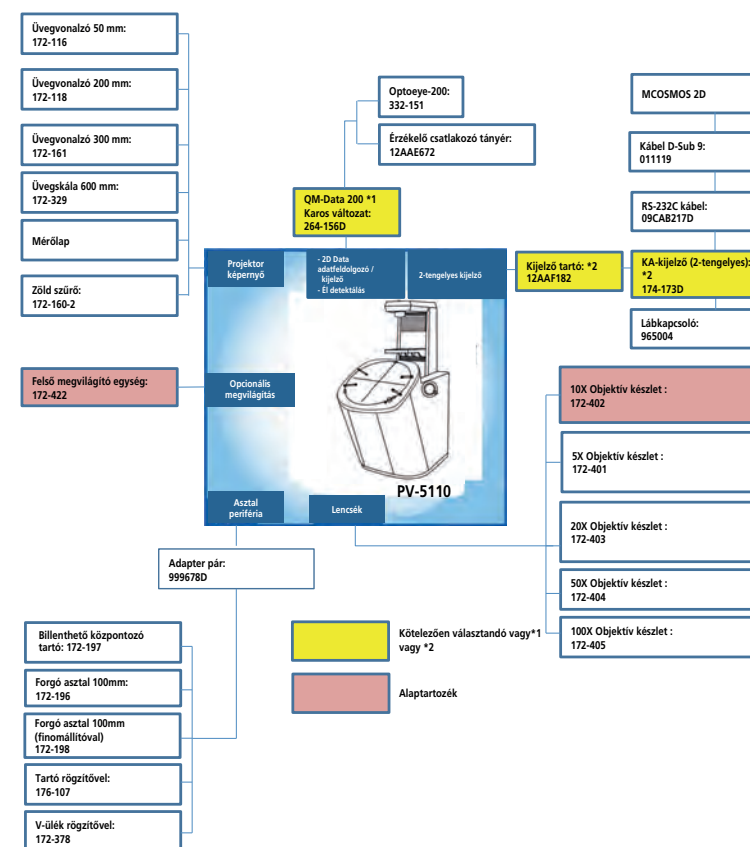 Üvegvonalzó 50 mm:
172-116
Üvegvonalzó 200 mm:
172-118
Üvegvonalzó 300 mm:
172-161
Üvegskála 600 mm:
172-329
Mérőlap
Zöld szűrő:
172-160-2
Felső megvilágító egység:
172-422
Optoeye-200:
332-151
Érzékelő csatlakozó tányér:
12AAE672
QM-Data 200 *1
Karos változat:
264-156D
MCOSMOS 2D
Kábel D-Sub 9:
011119
RS-232C kábel:
09CAB217D
Kijelző tartó: *2
12AAF182
KA-kijelző (2-tengelyes):
*2
174-173D
Lábkapcsoló:
965004
Projektor
képernyő
- 2D Data
adatfeldolgozó /
kijelző
- Él detektálás
2-tengelyes kijelző
Opcionális
megvilágítás
PV-5110
Asztal
periféria
Lencsék
10X Objektív készlet :
172-402
5X Objektív készlet :
172-401
20X Objektív készlet :
172-403
50X Objektív készlet :
172-404
100X Objektív készlet :
172-405
Adapter pár:
999678D
Billenthető központozó
tartó: 172-197
Forgó asztal 100mm:
172-196
Forgó asztal 100mm
(finomállítóval)
172-198
Tartó rögzítővel:
176-107
V-ülék rögzítővel:
172-378
Kötelezően választandó vagy*1
vagy *2
Alaptartozék